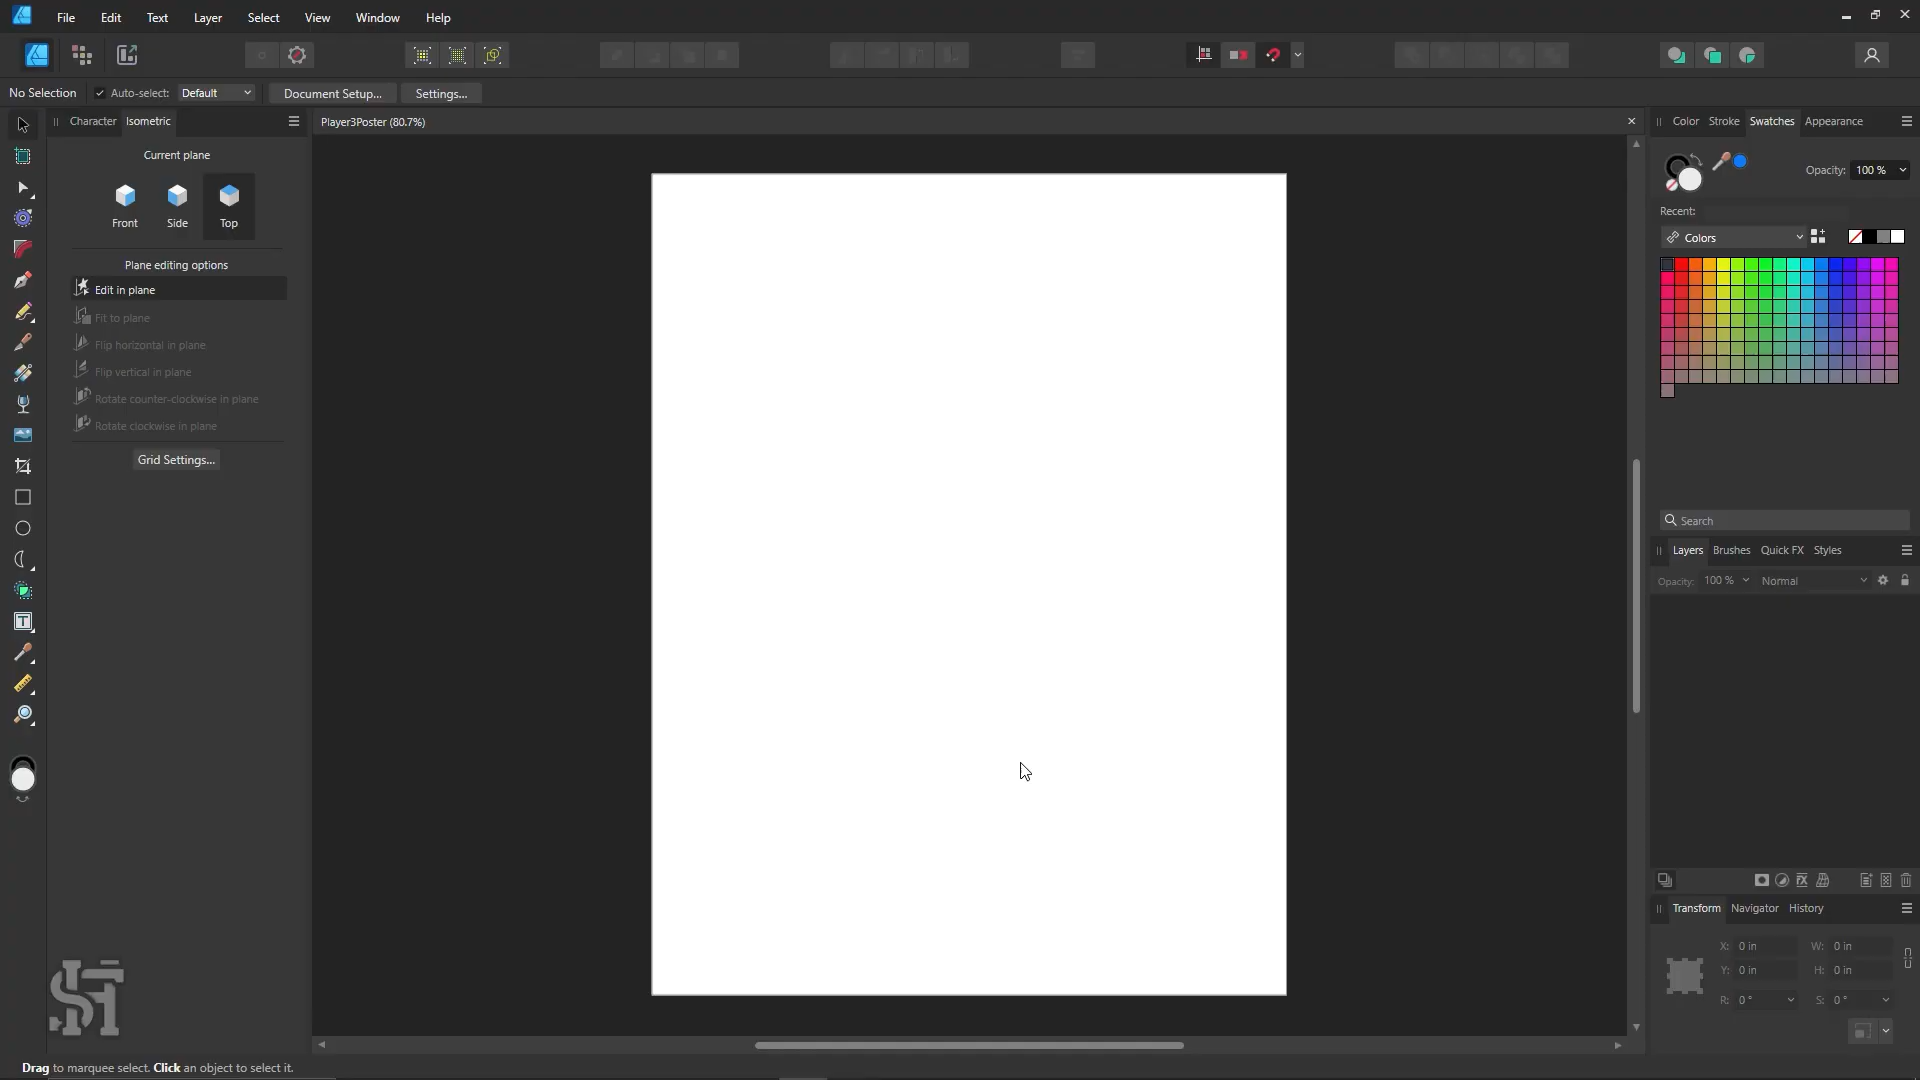 File Edit Text Layer Select View Window Help
No Selection Auto-select: Default Document Setup... Settings...
Character Isometric
Player3Poster (80.7%)
Color Stroke Swatches Appearance
Current plane
Front Side Top
Opacity: 100 %
Recent:
Colors
Plane editing options
Edit in plane
Fit to plane
Flip horizontal in plane
Flip vertical in plane
Rotate counter-clockwise in plane
Rotate clockwise in plane
Grid Settings...
Search
Layers Brushes Quick FX Styles
Opacity: 100 % Normal
Transform Navigator History
X: 0 in W: 0 in
Y: 0 in H: 0 in
R: 0 ° S: 0 °
Drag to marquee select. Click an object to select it.